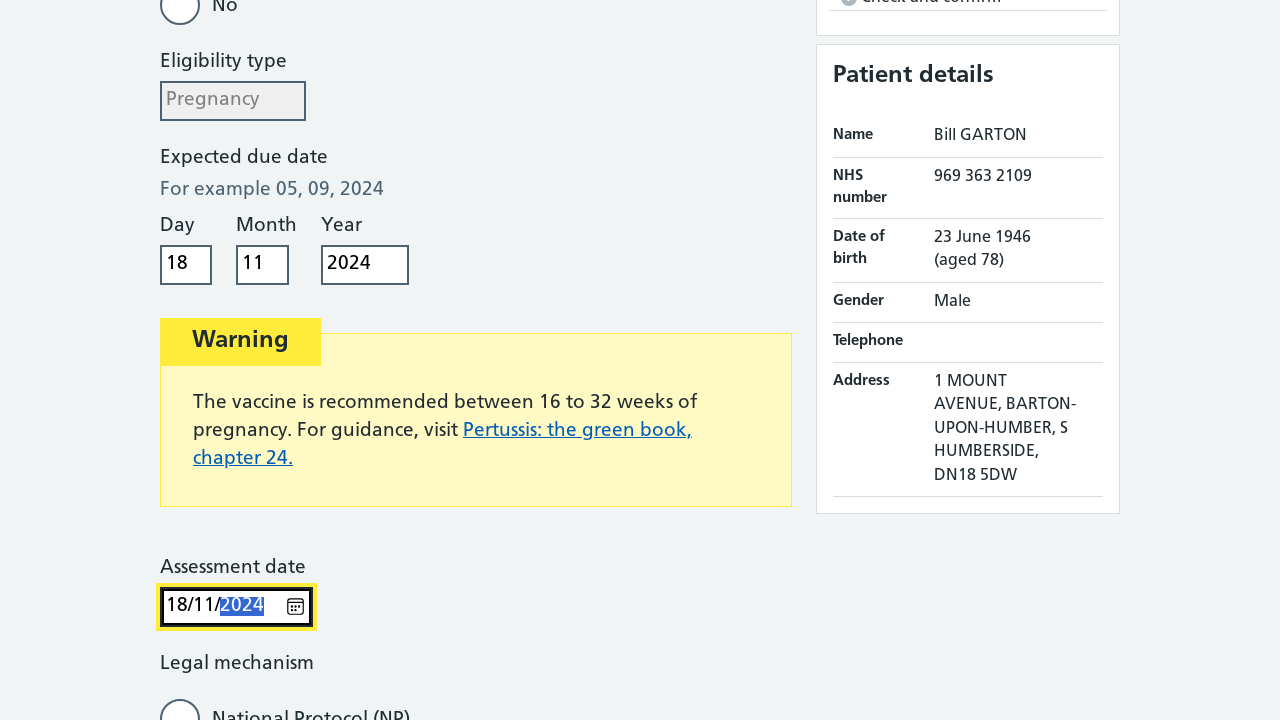 No
Eligibility type
Pregnancy
Expected due date
For example 05, 09, 2024
Day Month Year
18 11 2024
Warning
The vaccine is recommended between 16 to 32 weeks of
pregnancy. For guidance, visit Pertussis: the green book,
chapter 24.
Assessment date
18/11/2024
Legal mechanism
National Protocol (NP)
Check and confirm
Patient details
Name Bill GARTON
NHS number 969 363 2109
Date of birth 23 June 1946 (aged 78)
Gender Male
Telephone
Address 1 MOUNT
AVENUE, BARTON-
UPON-HUMBER, S
HUMBERSIDE,
DN18 5DW